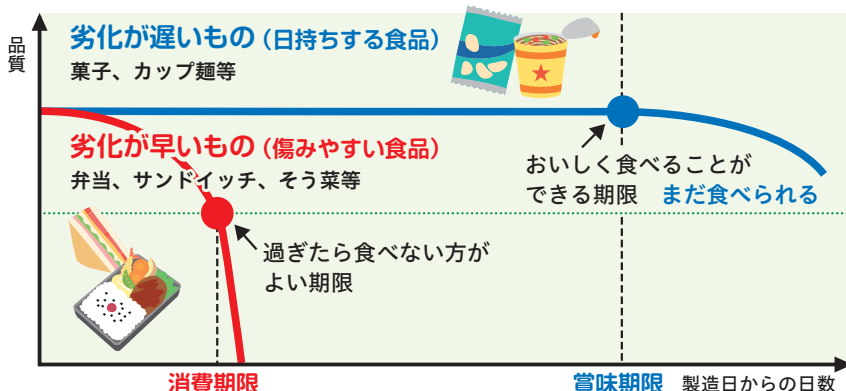 品質
劣化が遅いもの（日持ちする食品）
菓子、カップ麺等
劣化が早いもの（傷みやすい食品）
弁当、サンドイッチ、そう菜等
おいしく食べることが
できる期限　まだ食べられる
過ぎたら食べない方が
よい期限
消費期限
賞味期限
製造日からの日数